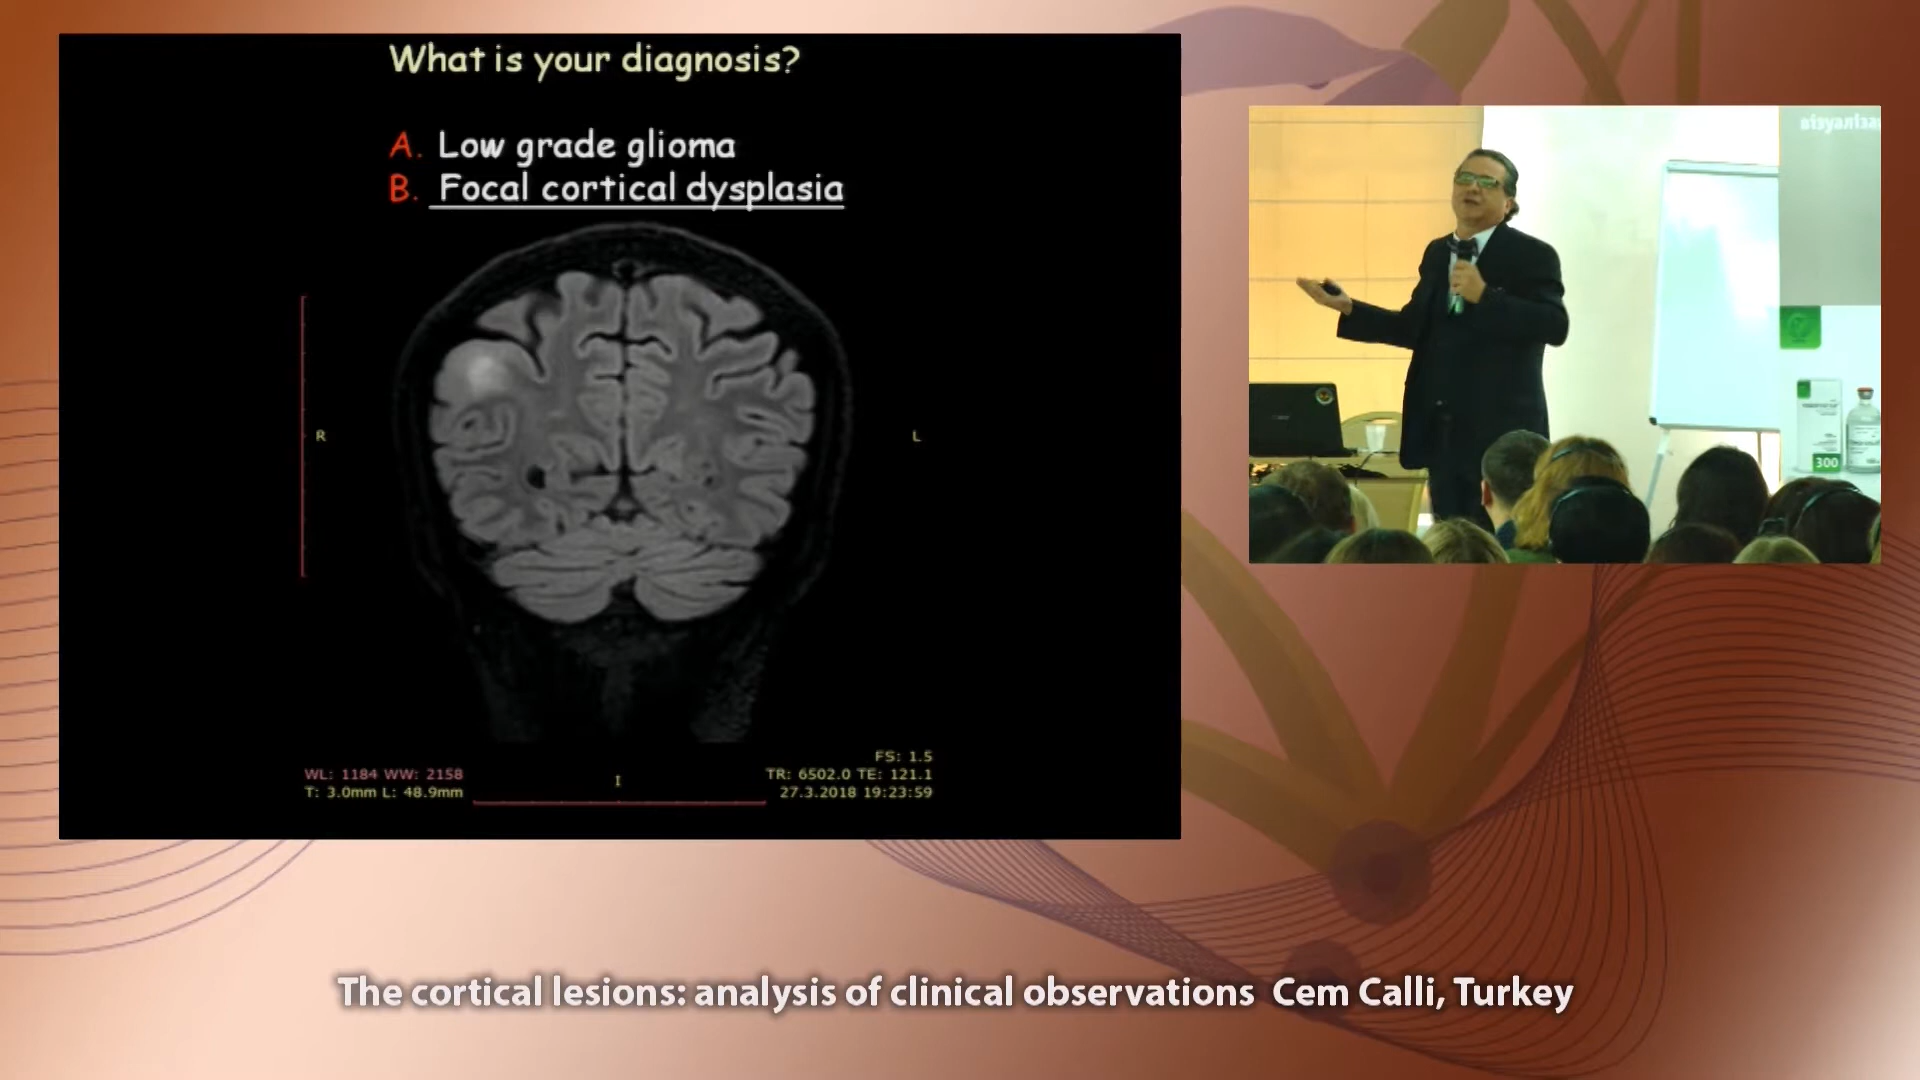 What is your diagnosis?
A. Low grade glioma
B. Focal cortical dysplasia
R
L
FS: 1.5
WL: 1184 WW: 2158
I
TR: 6502.0 TE: 121.1
T: 3.0mm L: 48.9mm
27.3.2018 19:23:59
300
The cortical lesions: analysis of clinical observations Cem Calli, Turkey